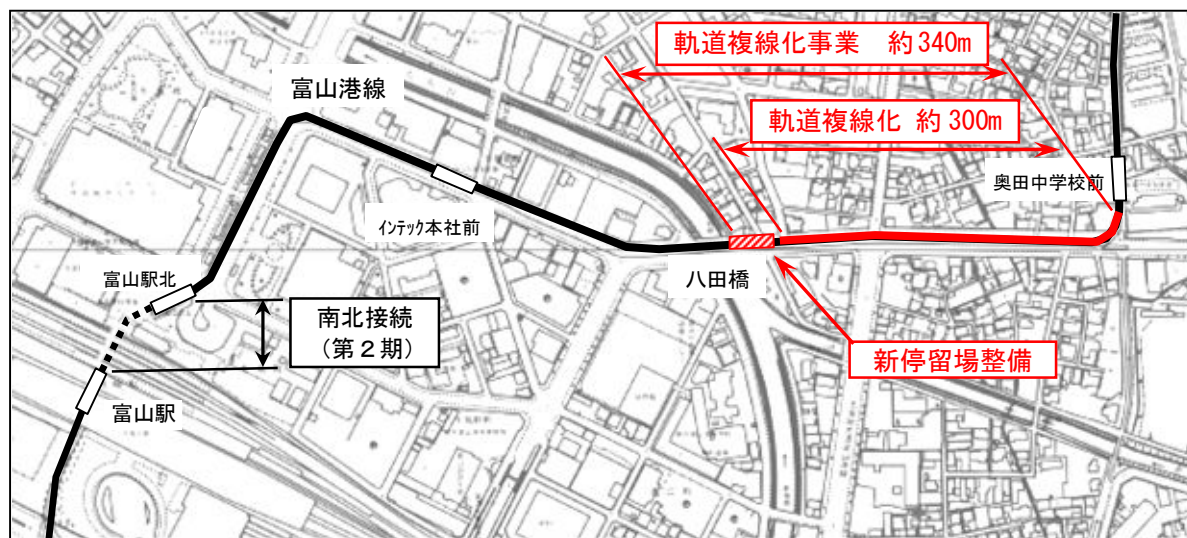 軌道複線化事業 約340m
富山港線
軌道複線化 約300m
奥田中学校前
インテック本社前
八田橋
富山駅北
南北接続
(第2期)
新停留場整備
富山駅